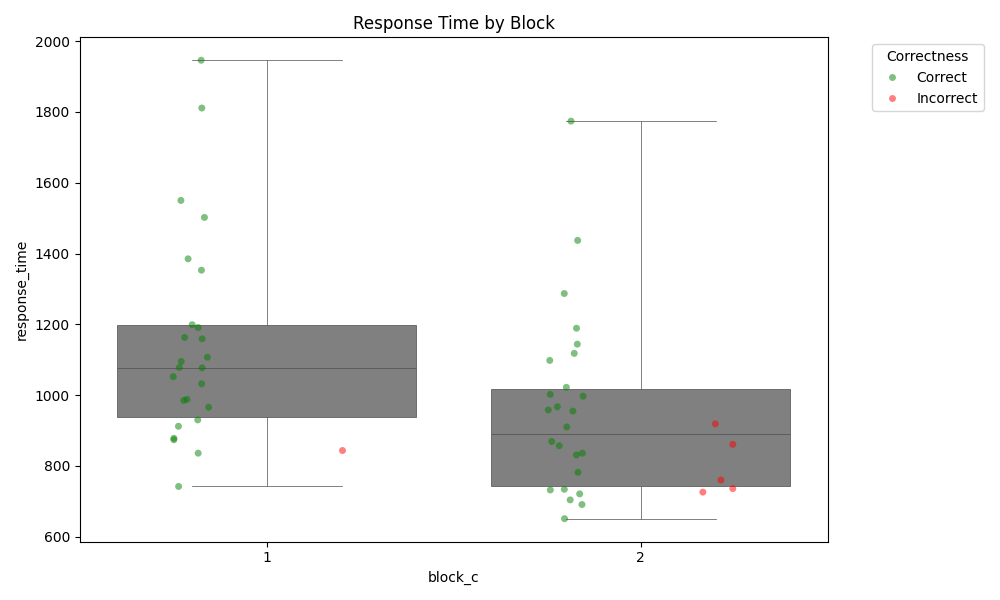 Response Time by Block
Correctness
Correct
Incorrect
response_time
2000
1800
1600
1400
1200
1000
800
600
1
2
block_c